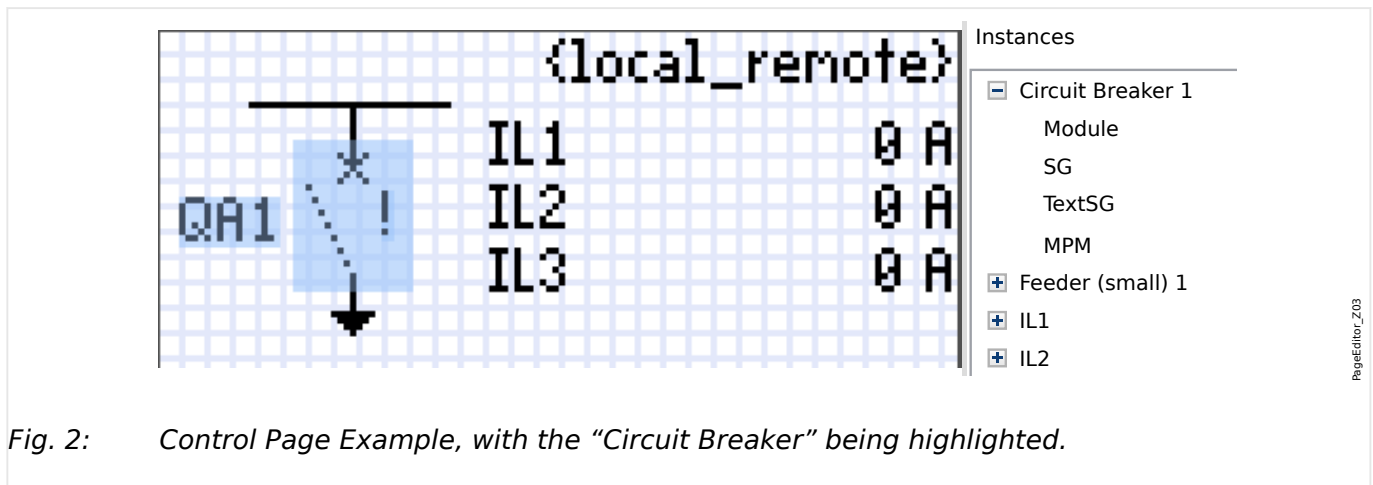 {local_remote}
QA1 !
IL1 0 A
IL2 0 A
IL3 0 A
Instances
Circuit Breaker 1
Module
SG
TextSG
MPM
Feeder (small) 1
IL1
IL2
PageEditor_Z03
Fig. 2: Control Page Example, with the “Circuit Breaker” being highlighted.